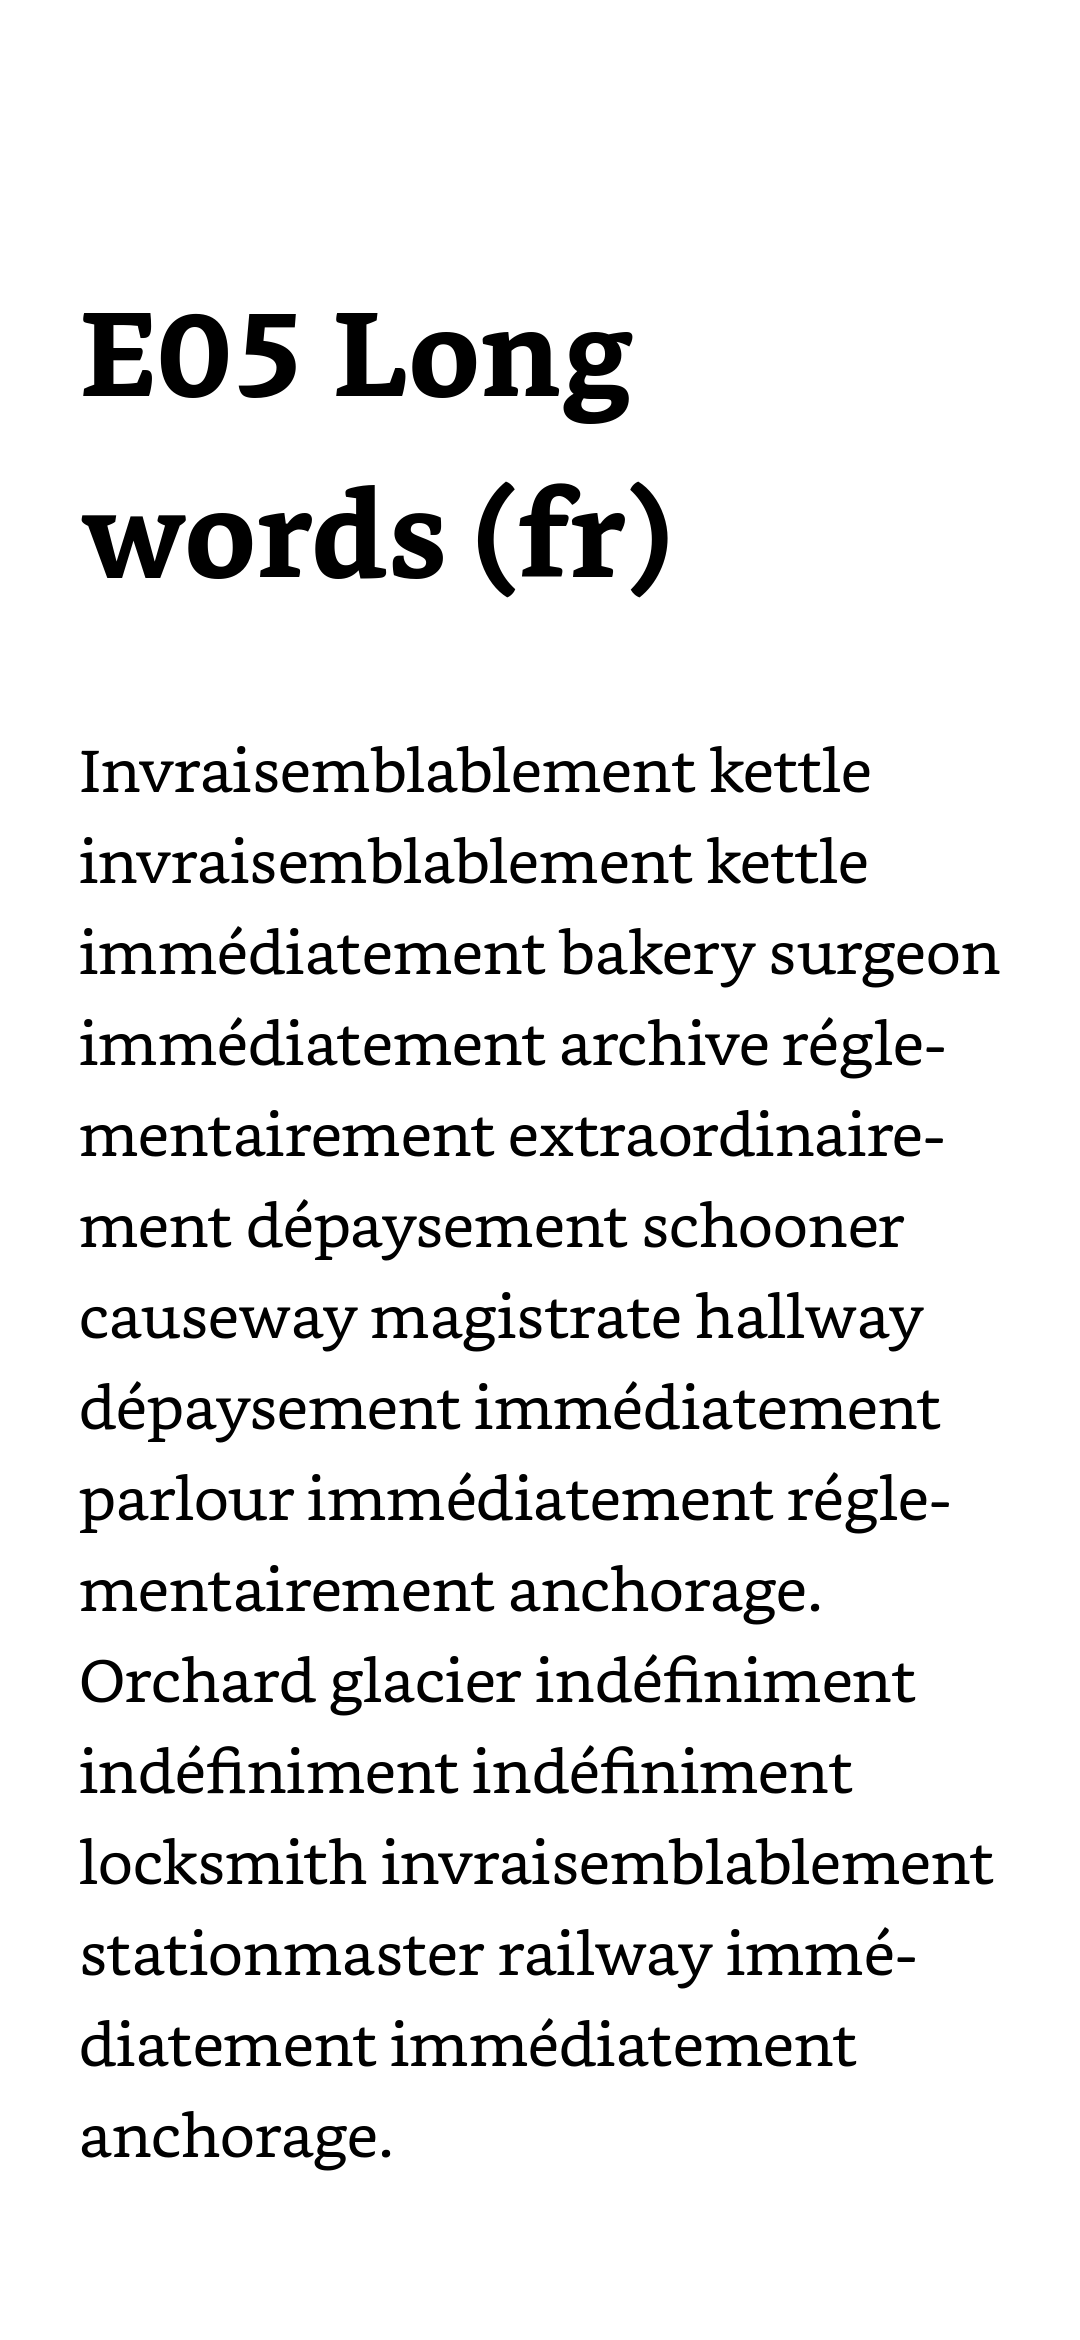 E05 Long
words (fr)
Invraisemblablement kettle
invraisemblablement kettle
immédiatement bakery surgeon
immédiatement archive régle-
mentairement extraordinaire-
ment dépaysement schooner
causeway magistrate hallway
dépaysement immédiatement
parlour immédiatement régle-
mentairement anchorage.
Orchard glacier indéfiniment
indéfiniment indéfiniment
locksmith invraisemblablement
stationmaster railway immé-
diatement immédiatement
anchorage.